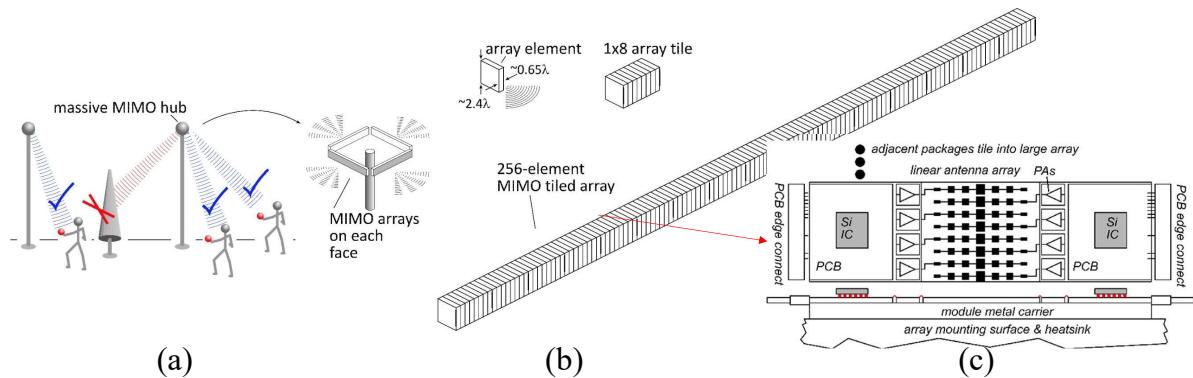 massive MIMO hub
MIMO arrays
on each
face
(a)
array element
~0.65λ
~2.4λ
1x8 array tile
256-element
MIMO tiled array
(b)
adjacent packages tile into large array
linear antenna array
PAs
PCB edge connect
Si
IC
PCB
Si
IC
PCB
PCB edge connect
module metal carrier
array mounting surface & heatsink
(c)